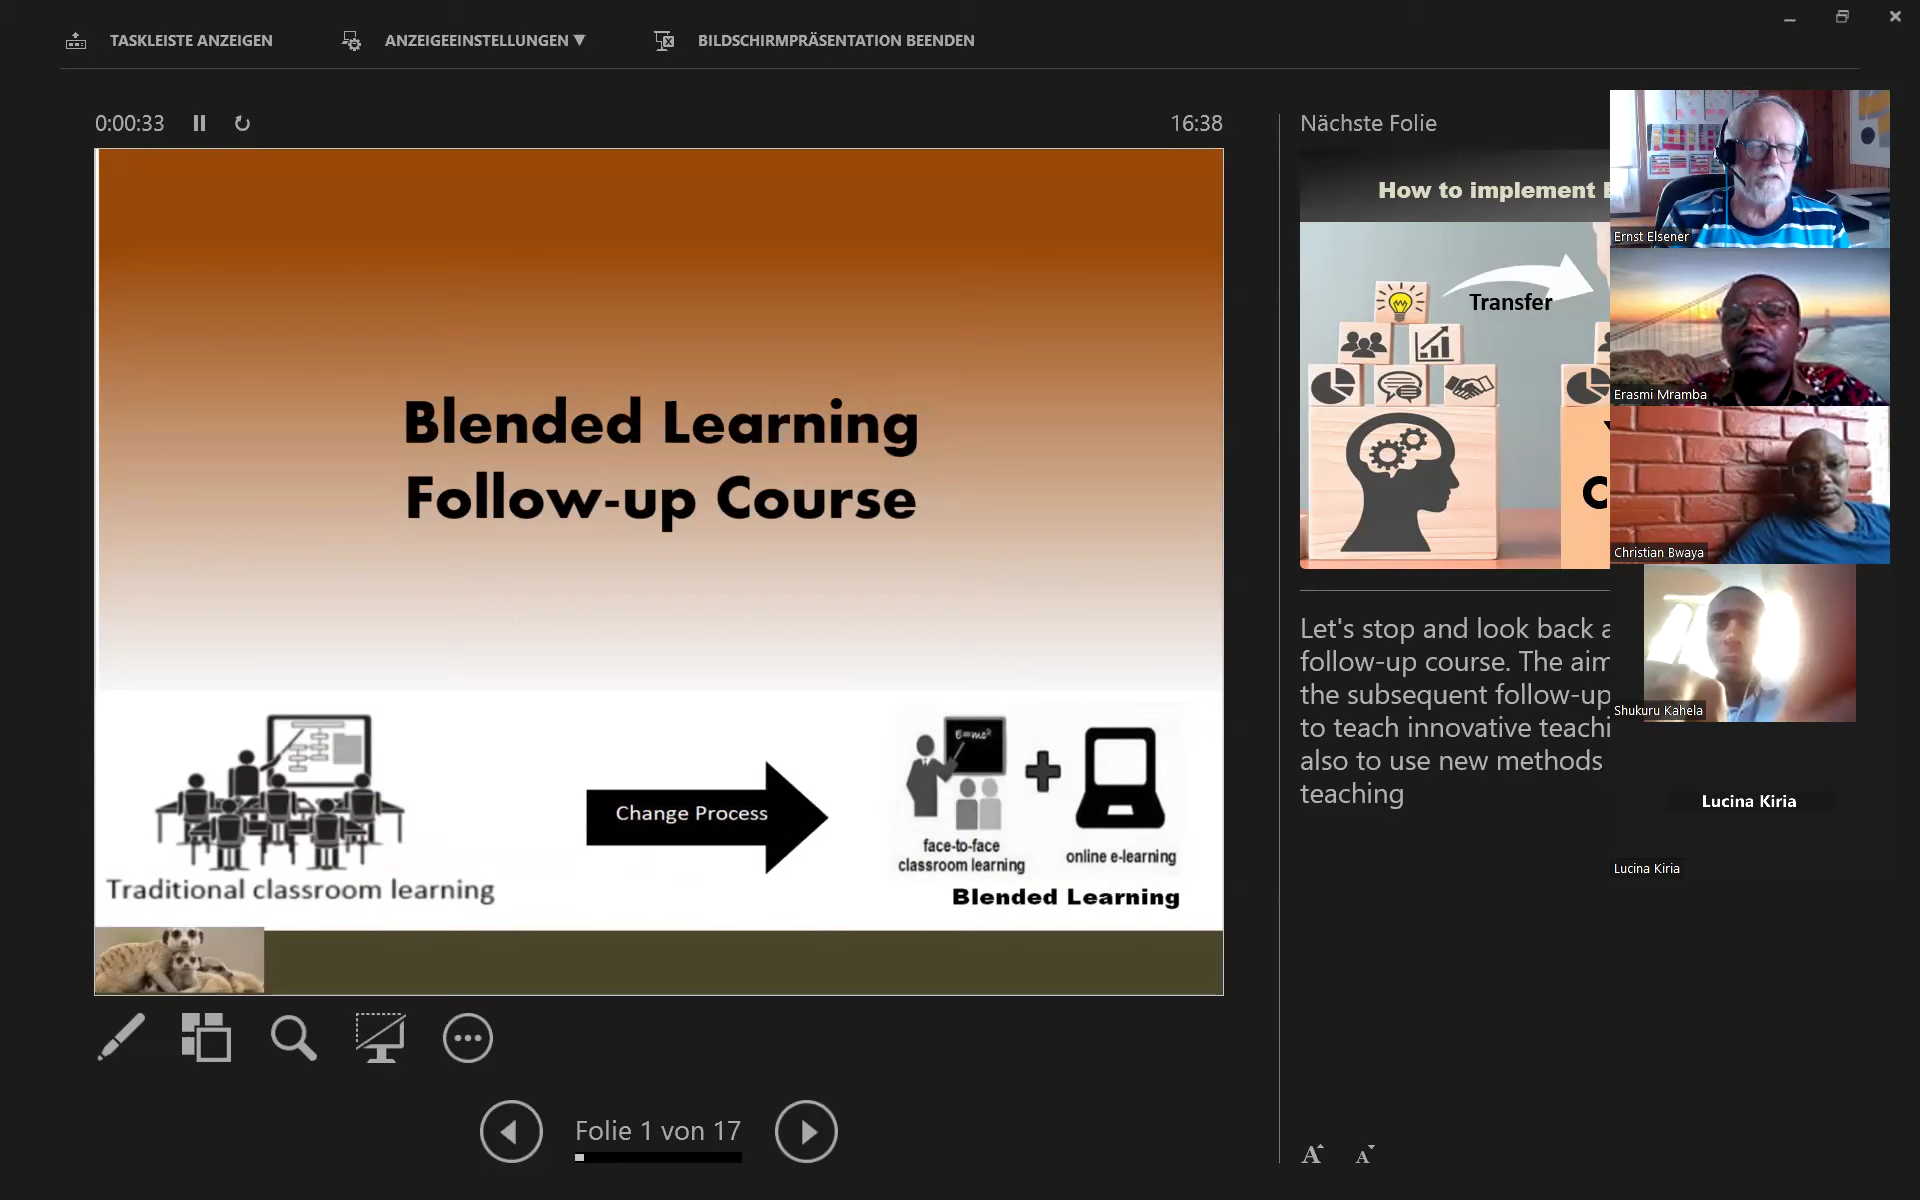 TASKLEISTE ANZEIGEN
ANZEIGEEINSTELLUNGEN ▼
BILDSCHIRMPRÄSENTATION BEENDEN
0:00:33
16:38
Blended Learning
Follow-up Course
Traditional classroom learning
Change Process
E=mc²
face-to-face
classroom learning
online e-learning
Blended Learning
Folie 1 von 17
Nächste Folie
How to implement
Transfer
C
Let's stop and look back a
follow-up course. The aim
the subsequent follow-up
to teach innovative teachi
also to use new methods
teaching
A A
Ernst Elsener
Erasmi Mramba
Christian Bwaya
Shukuru Kahela
Lucina Kiria
Lucina Kiria